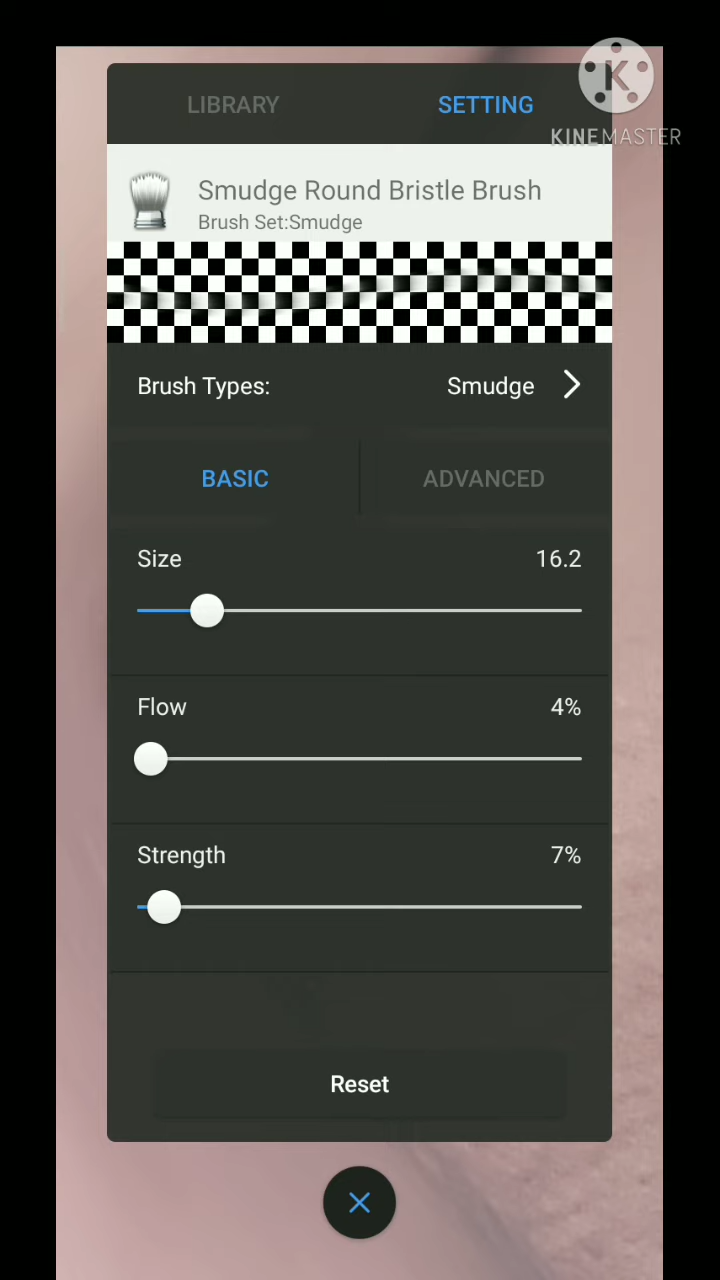 LIBRARY SETTING
KINEMASTER
Smudge Round Bristle Brush
Brush Set:Smudge
Brush Types: Smudge
BASIC ADVANCED
Size 16.2
Flow 4%
Strength 7%
Reset